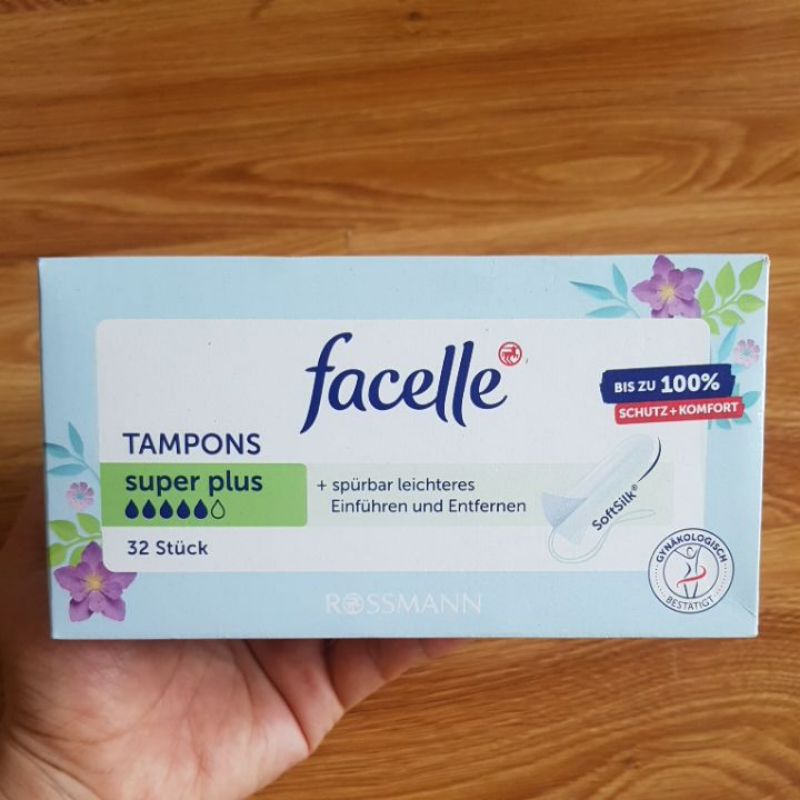 facelle
BIS ZU 100%
SCHUTZ + KOMFORT
TAMPONS
super plus
+ spürbar leichteres
Einführen und Entfernen
32 Stück
SoftSilk®
GYNÄKOLOGISCH
BESTÄTIGT
ROSSMANN